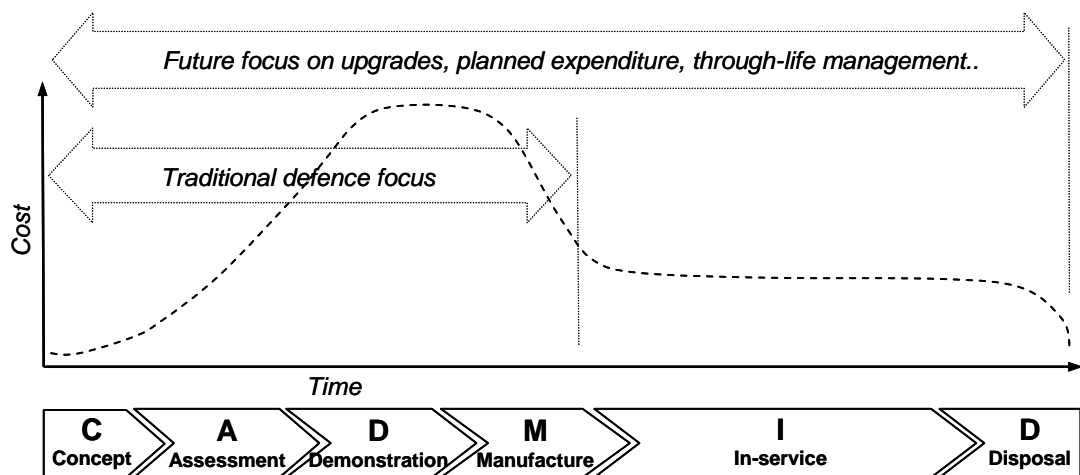 Future focus on upgrades, planned expenditure, through-life management..
Traditional defence focus
Cost
Time
C
Concept
A
Assessment
D
Demonstration
M
Manufacture
I
In-service
D
Disposal